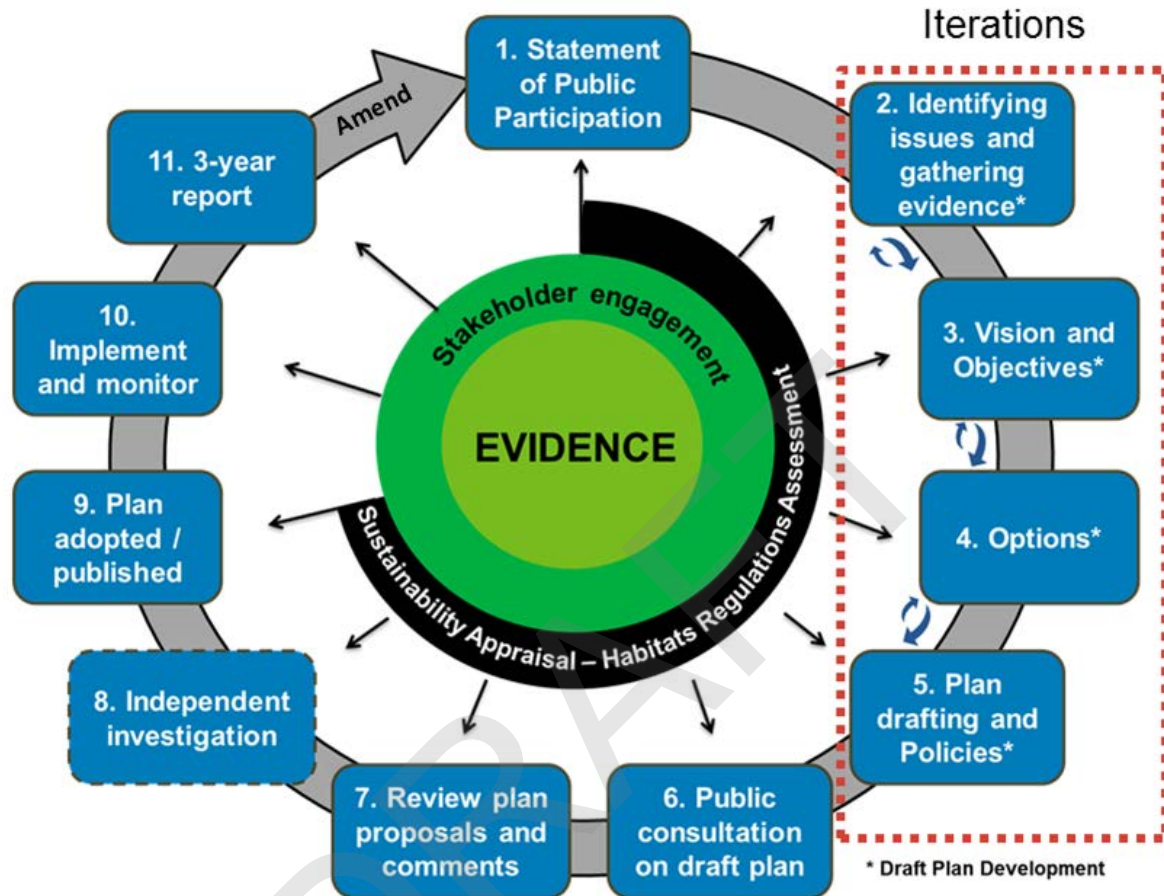 Iterations
1. Statement
of Public
Participation
2. Identifying
issues and
gathering
evidence*
3. Vision and
Objectives*
4. Options*
5. Plan
drafting and
Policies*
* Draft Plan Development
6. Public
consultation
on draft plan
7. Review plan
proposals and
comments
8. Independent
investigation
9. Plan
adopted /
published
10.
Implement
and monitor
11. 3-year
report
Amend
Stakeholder engagement
EVIDENCE
Sustainability Appraisal – Habitats Regulations Assessment
DRAFT